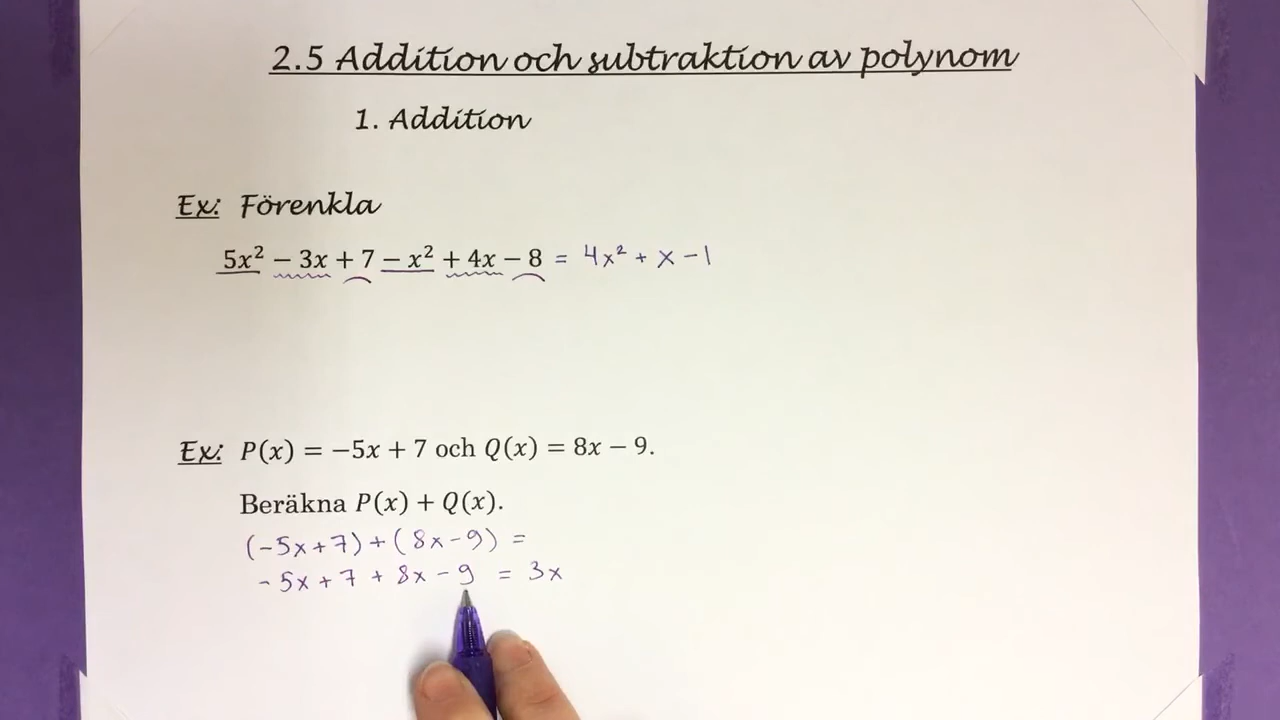 2.5 Addition och subtraktion av polynom
1. Addition
Ex: Förenkla
5x² − 3x + 7 − x² + 4x − 8 = 4x² + x − 1
Ex: P(x) = −5x + 7 och Q(x) = 8x − 9.
Beräkna P(x) + Q(x).
(−5x+7)+(8x−9) =
−5x+7 + 8x−9 = 3x